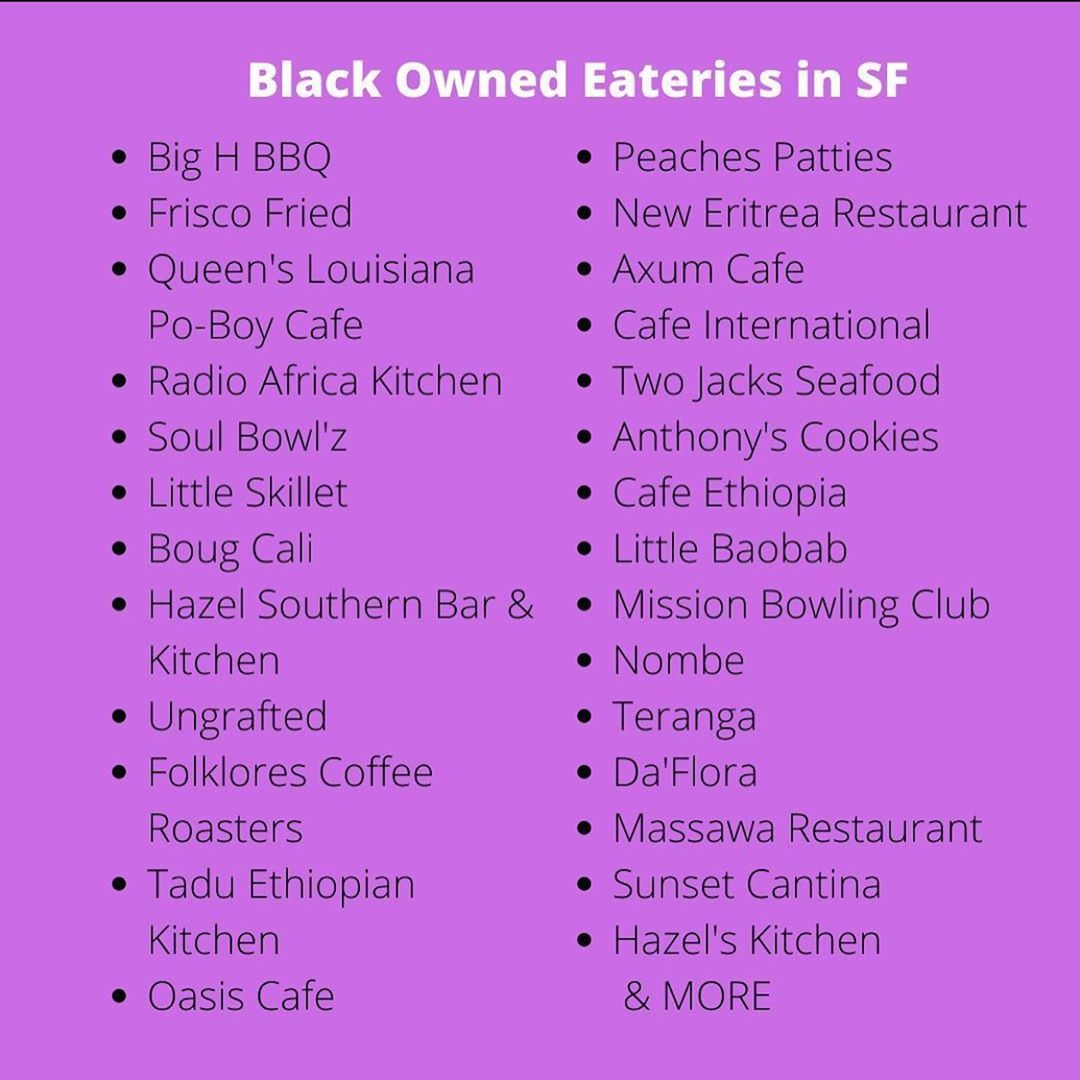 Black Owned Eateries in SF
• Big H BBQ
• Frisco Fried
• Queen's Louisiana
Po-Boy Cafe
• Radio Africa Kitchen
• Soul Bowl'z
• Little Skillet
• Boug Cali
• Hazel Southern Bar &
Kitchen
• Ungrafted
• Folklores Coffee
Roasters
• Tadu Ethiopian
Kitchen
• Oasis Cafe
• Peaches Patties
• New Eritrea Restaurant
• Axum Cafe
• Cafe International
• Two Jacks Seafood
• Anthony's Cookies
• Cafe Ethiopia
• Little Baobab
• Mission Bowling Club
• Nombe
• Teranga
• Da'Flora
• Massawa Restaurant
• Sunset Cantina
• Hazel's Kitchen
& MORE